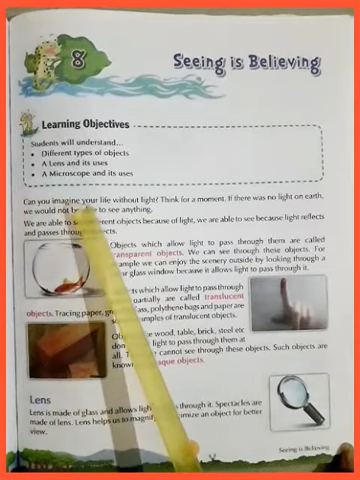 8
Seeing is Believing
Learning Objectives
Students will understand...
• Different types of objects
• A Lens and its uses
• A Microscope and its uses
Can you imagine your life without light? Think for a moment. If there was no light on earth,
we would not be able to see anything.
We are able to see different objects because of light, we are able to see because light reflects
and passes through objects.
Objects which allow light to pass through them are called
transparent objects. We can see through these objects. For
example we can enjoy the scenery outside by looking through a
glass window because it allows light to pass through it.
which allow light to pass through
partially are called translucent
objects. Tracing paper, glass, polythene bags and paper are
examples of translucent objects.
wood, table, brick, steel etc
light to pass through them at
all. cannot see through these objects. Such objects are
known opaque objects.
Lens
Lens is made of glass and allows light through it. Spectacles are
made of lens. Lens helps us to magnify an object for better
view.
Seeing is Believing